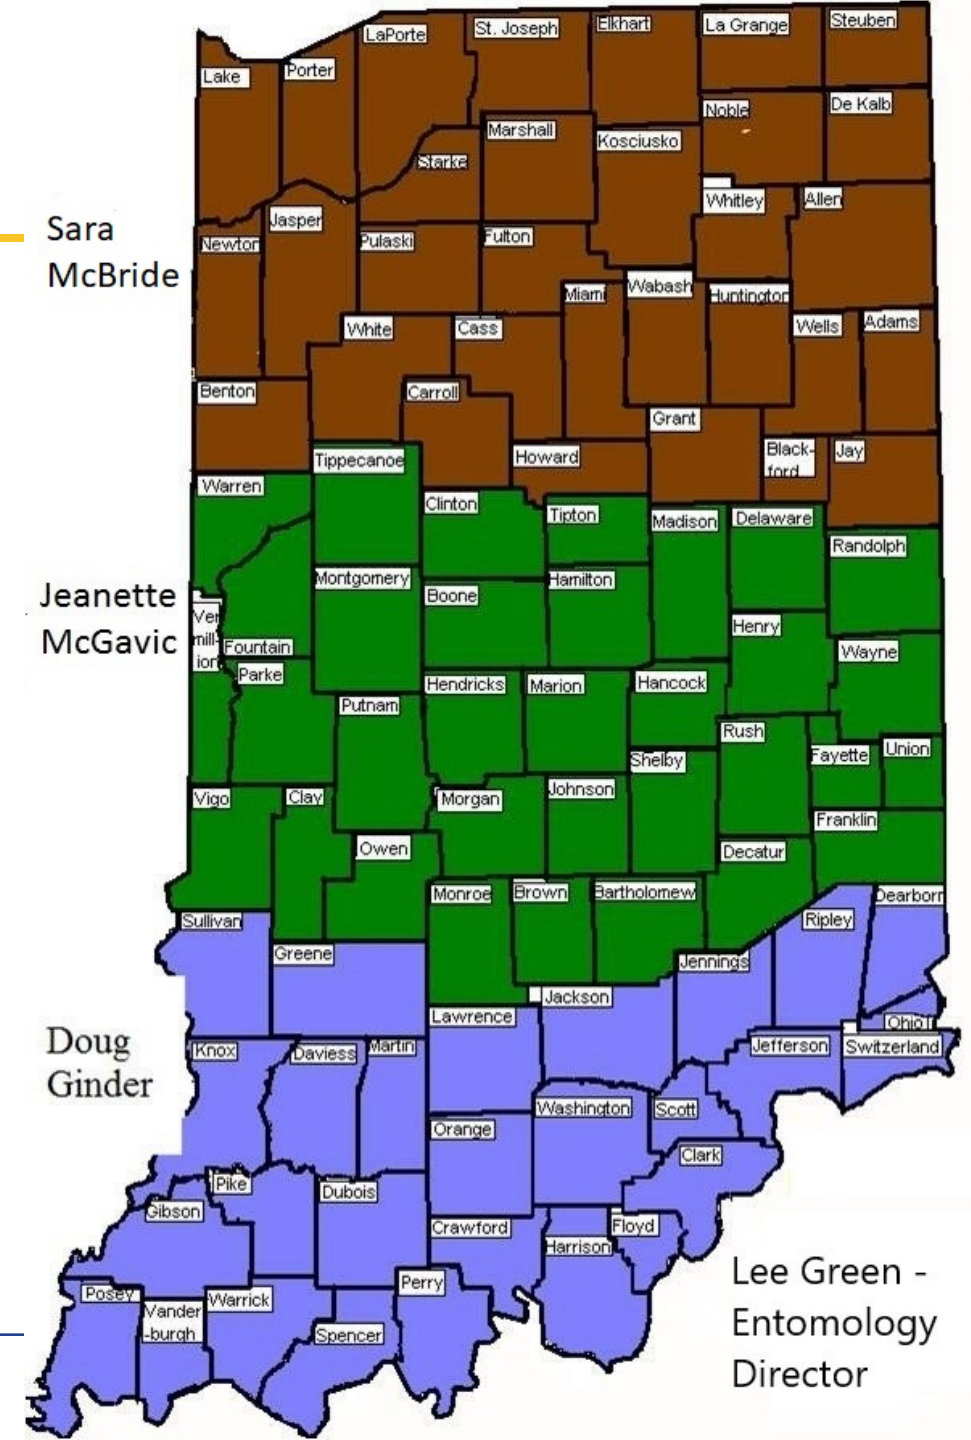 LaPorte
St. Joseph
Elkhart
La Grange
Steuben
Lake
Porter
Noble
De Kalb
Marshall
Kosciusko
Starke
Whitley
Allen
Jasper
Sara
McBride
Newton
Pulaski
Fulton
Miami
Wabash
Huntington
White
Cass
Wells
Adams
Benton
Carroll
Grant
Howard
Black-
ford
Jay
Tippecanoe
Warren
Clinton
Tipton
Madison
Delaware
Randolph
Montgomery
Boone
Hamilton
Jeanette
McGavic
Ver
mill-
ion
Fountain
Henry
Wayne
Parke
Hendricks
Marion
Hancock
Putnam
Rush
Fayette
Union
Shelby
Vigo
Clay
Morgan
Johnson
Franklin
Owen
Decatur
Monroe
Brown
Bartholomew
Dearborn
Sullivan
Ripley
Greene
Jennings
Jackson
Lawrence
Ohio
Doug
Ginder
Knox
Daviess
Martin
Jefferson
Switzerland
Washington
Scott
Orange
Clark
Pike
Dubois
Gibson
Crawford
Floyd
Harrison
Perry
Posey
Vander
-burgh
Warrick
Spencer
Lee Green -
Entomology
Director